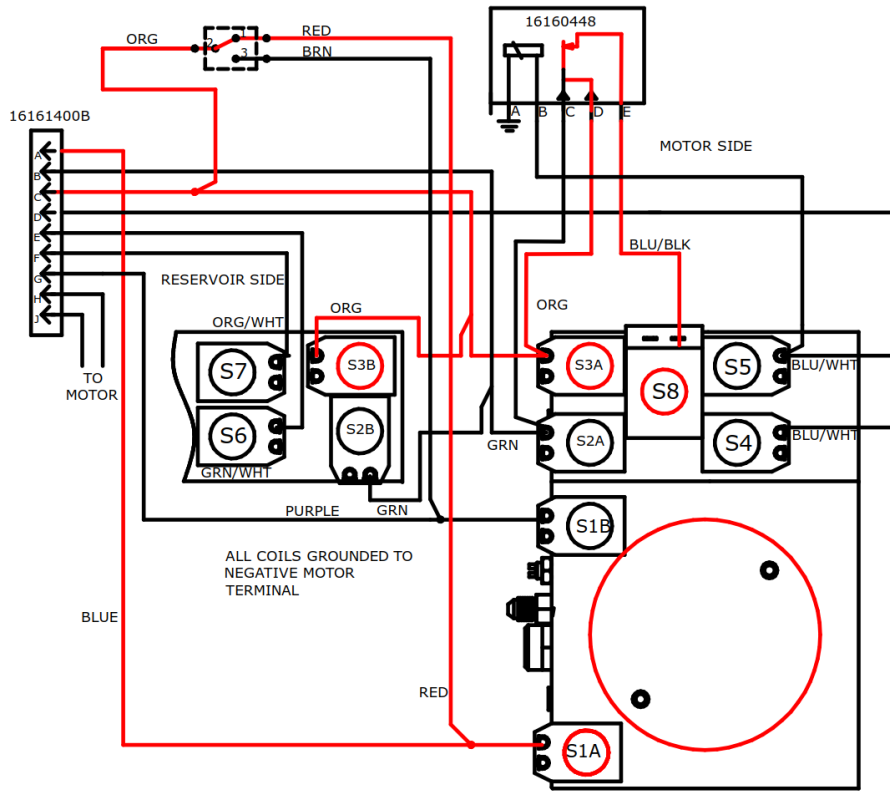 16160448
ORG
2
1
RED
3
BRN
16161400B
A
B
C
D
E
MOTOR SIDE
A
B
C
D
E
F
G
H
J
BLU/BLK
RESERVOIR SIDE
ORG
ORG
ORG/WHT
S7
S3B
S3A
S8
S5
BLU/WHT
TO
MOTOR
S6
S2B
S2A
S4
BLU/WHT
GRN
GRN/WHT
PURPLE
GRN
S1B
ALL COILS GROUNDED TO
NEGATIVE MOTOR
TERMINAL
BLUE
RED
S1A